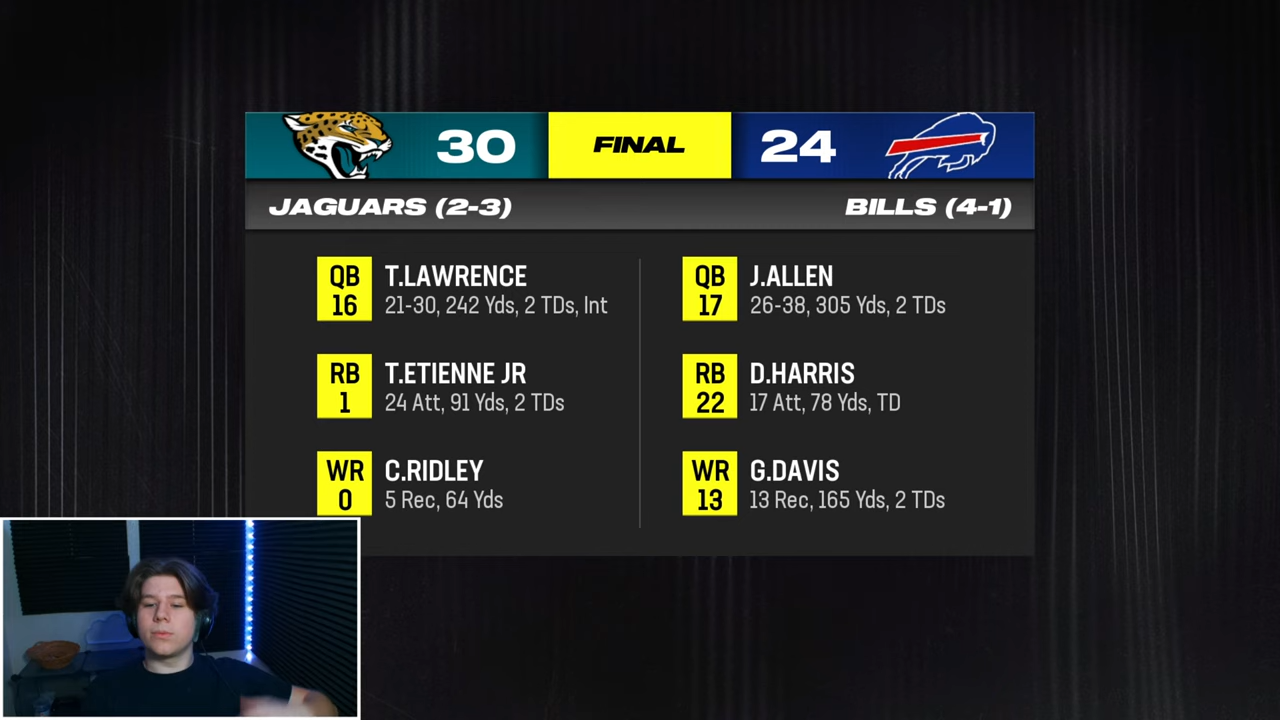 30 FINAL 24
JAGUARS (2-3) BILLS (4-1)
QB 16 T.LAWRENCE
21-30, 242 Yds, 2 TDs, Int
RB 1 T.ETIENNE JR
24 Att, 91 Yds, 2 TDs
WR 0 C.RIDLEY
5 Rec, 64 Yds
QB 17 J.ALLEN
26-38, 305 Yds, 2 TDs
RB 22 D.HARRIS
17 Att, 78 Yds, TD
WR 13 G.DAVIS
13 Rec, 165 Yds, 2 TDs